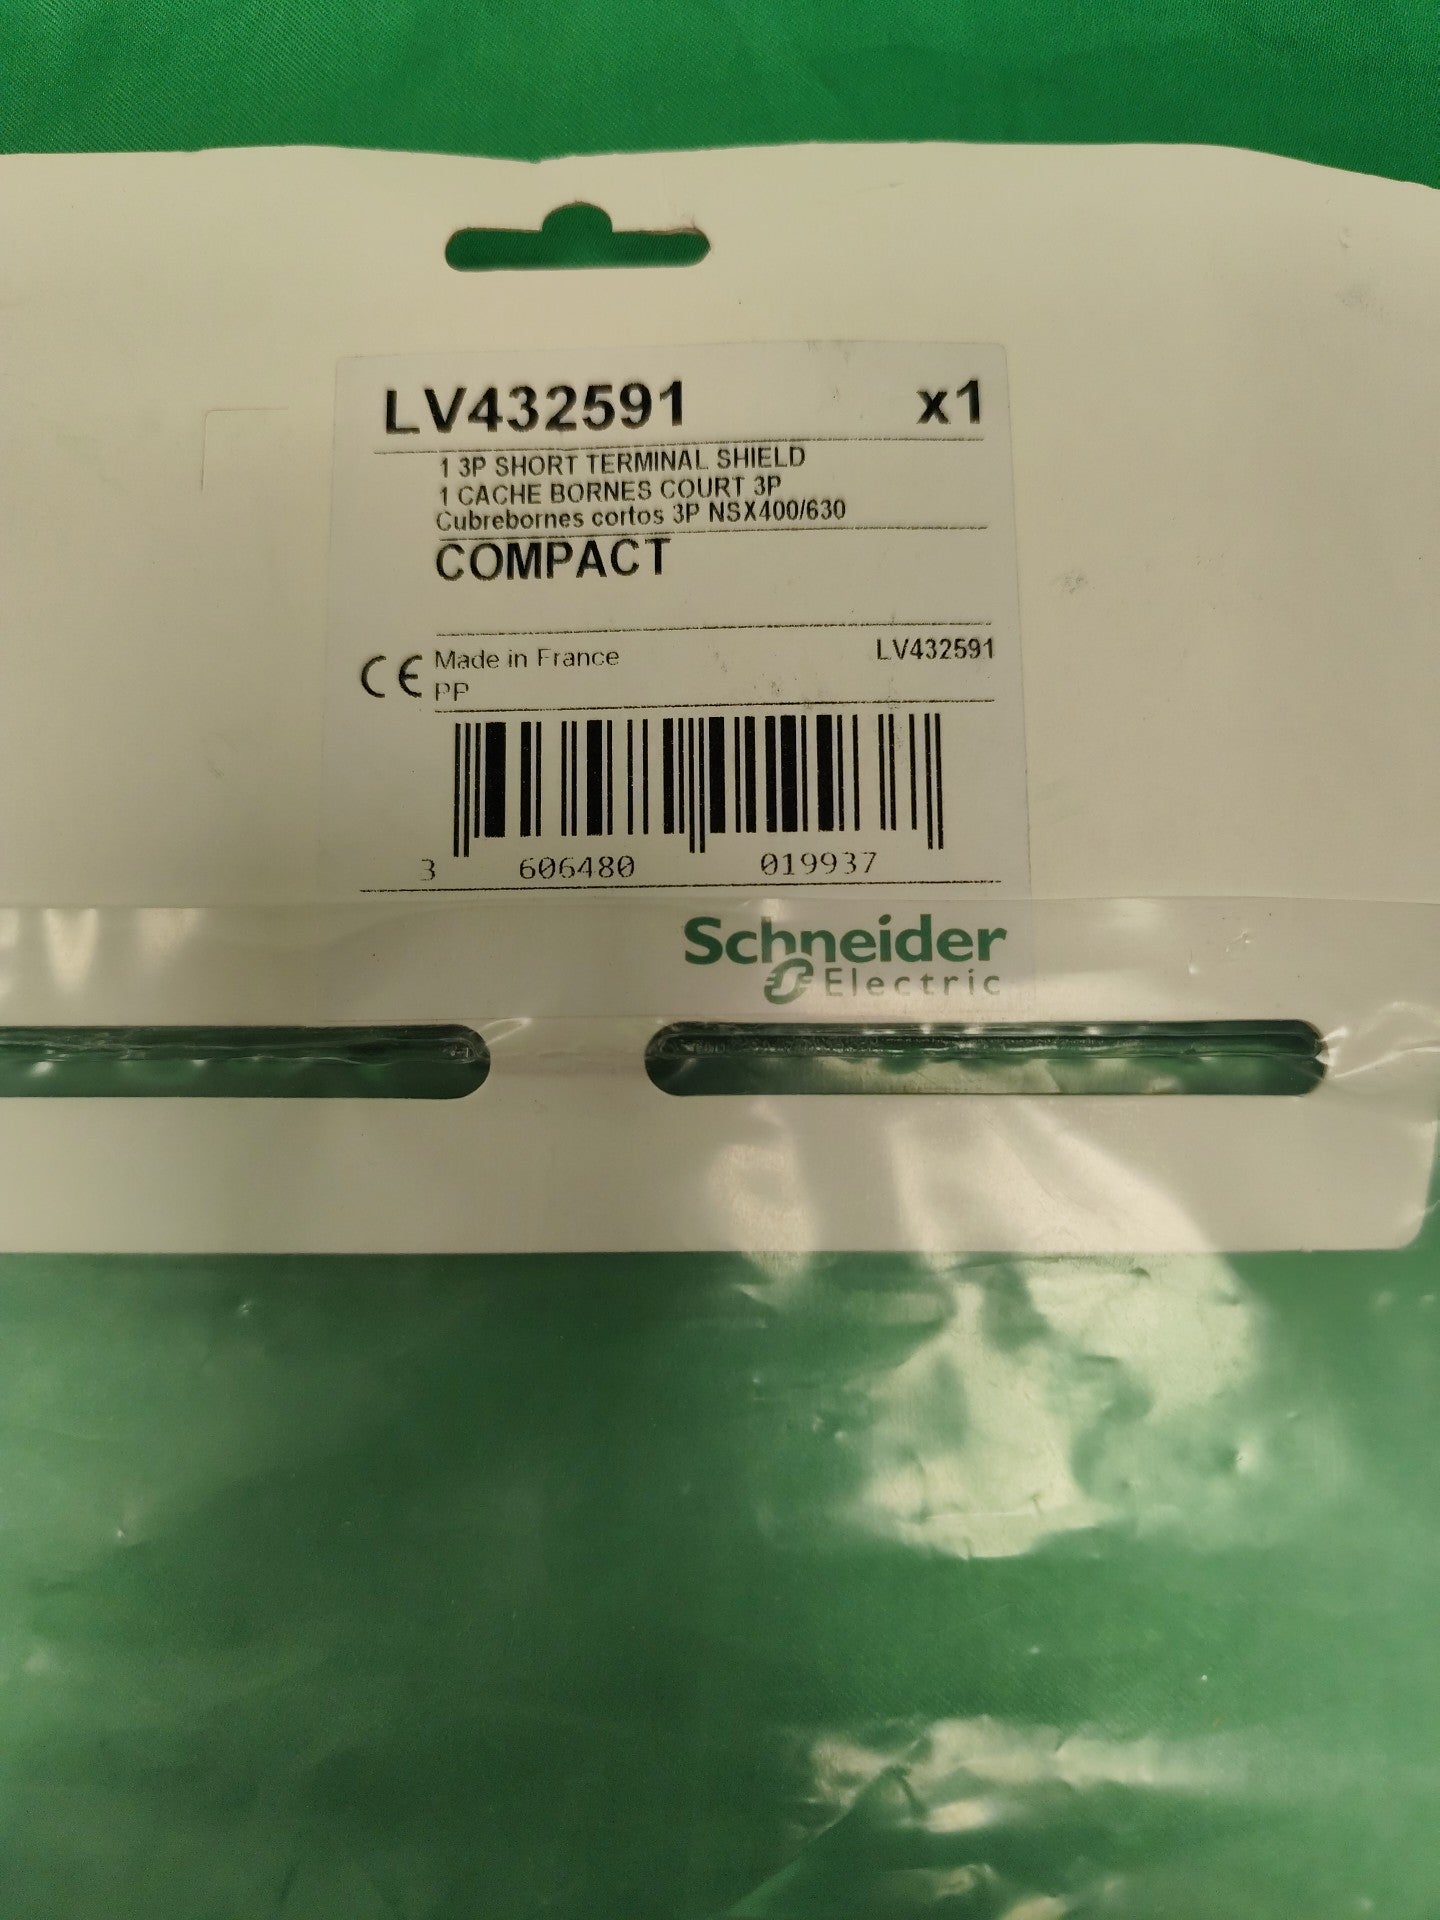 LV432591 x1
1 3P SHORT TERMINAL SHIELD
1 CACHE BORNES COURT 3P
Cubrebornes cortos 3P NSX400/630
COMPACT
CE Made in France LV432591
PP
3 606480 019937
Schneider
Electric